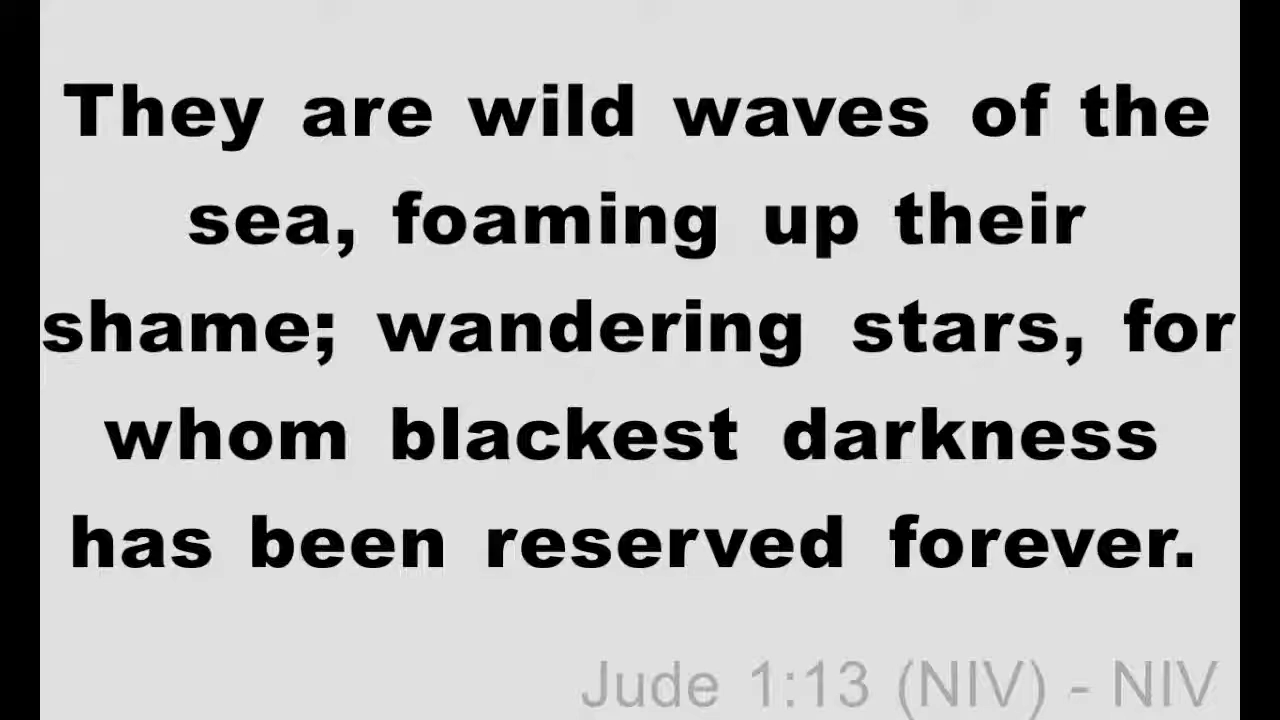 They are wild waves of the
sea, foaming up their
shame; wandering stars, for
whom blackest darkness
has been reserved forever.
Jude 1:13 (NIV) - NIV